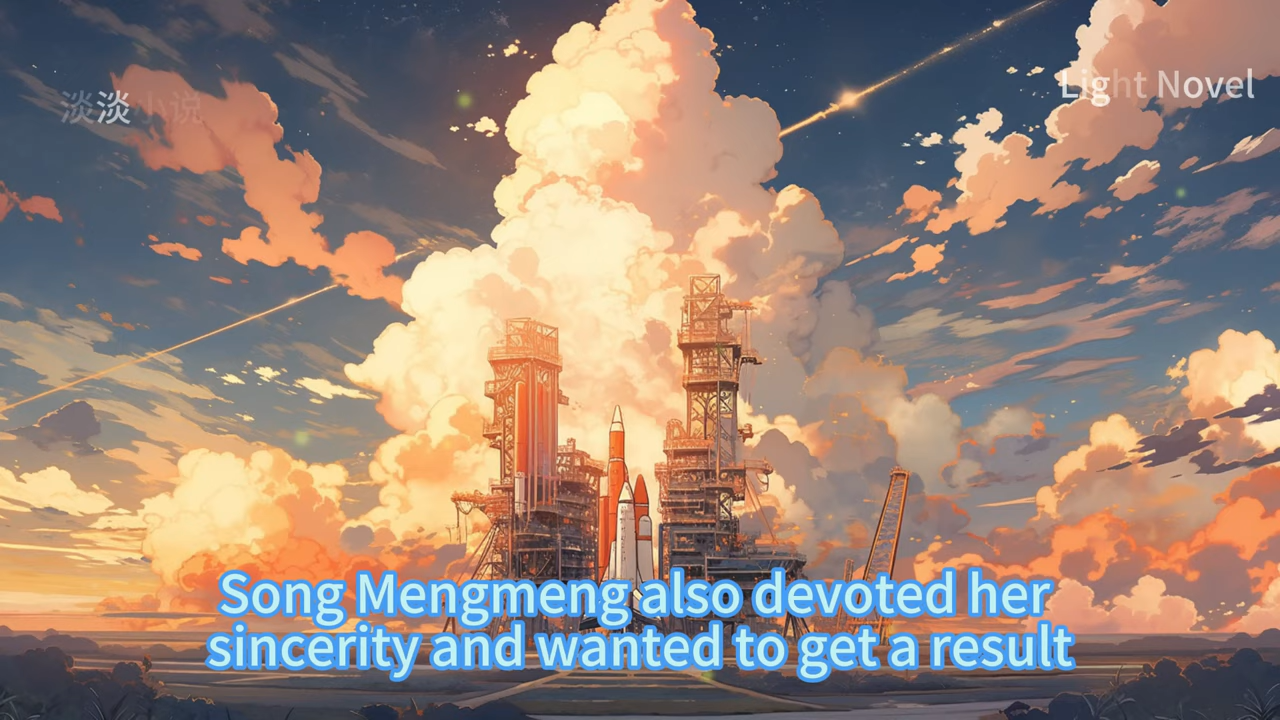 淡淡小说
Light Novel
Song Mengmeng also devoted her
sincerity and wanted to get a result